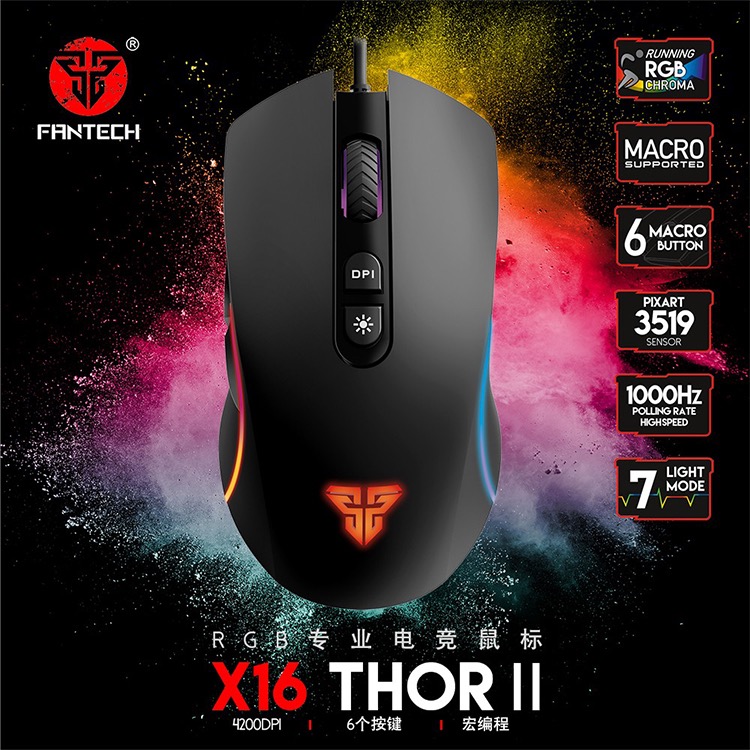 ®
FANTECH
RUNNING
RGB
CHROMA
MACRO
SUPPORTED
6 MACRO
BUTTON
PIXART
3519
SENSOR
1000Hz
POLLING RATE
HIGHSPEED
7 LIGHT
MODE
DPI
RGB专业电竞鼠标
X16 THOR II
4200DPI | 6个按键 | 宏编程